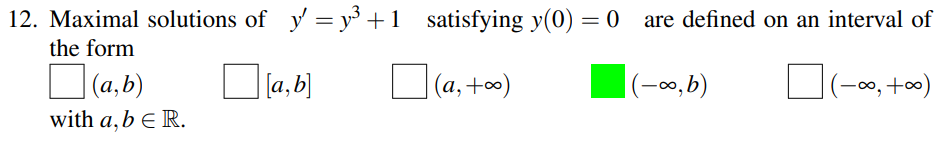 12. Maximal solutions of y′ = y³ + 1 satisfying y(0) = 0 are defined on an interval of
the form
(a,b) [a,b] (a,+∞) (−∞,b) (−∞,+∞)
with a,b ∈ ℝ.